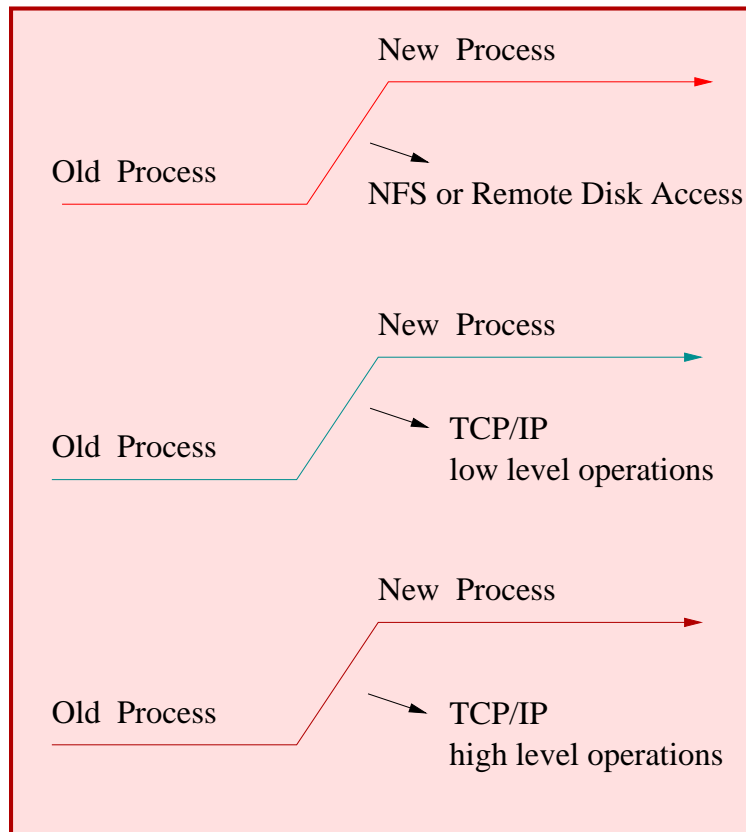 New Process
Old Process
NFS or Remote Disk Access
New Process
Old Process
TCP/IP
low level operations
New Process
Old Process
TCP/IP
high level operations